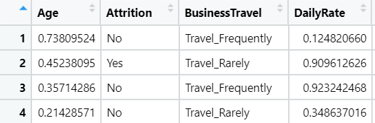 Age Attrition BusinessTravel DailyRate
1 0.73809524 No Travel_Frequently 0.124820660
2 0.45238095 Yes Travel_Rarely 0.909612626
3 0.35714286 No Travel_Frequently 0.923242468
4 0.21428571 No Travel_Rarely 0.348637016